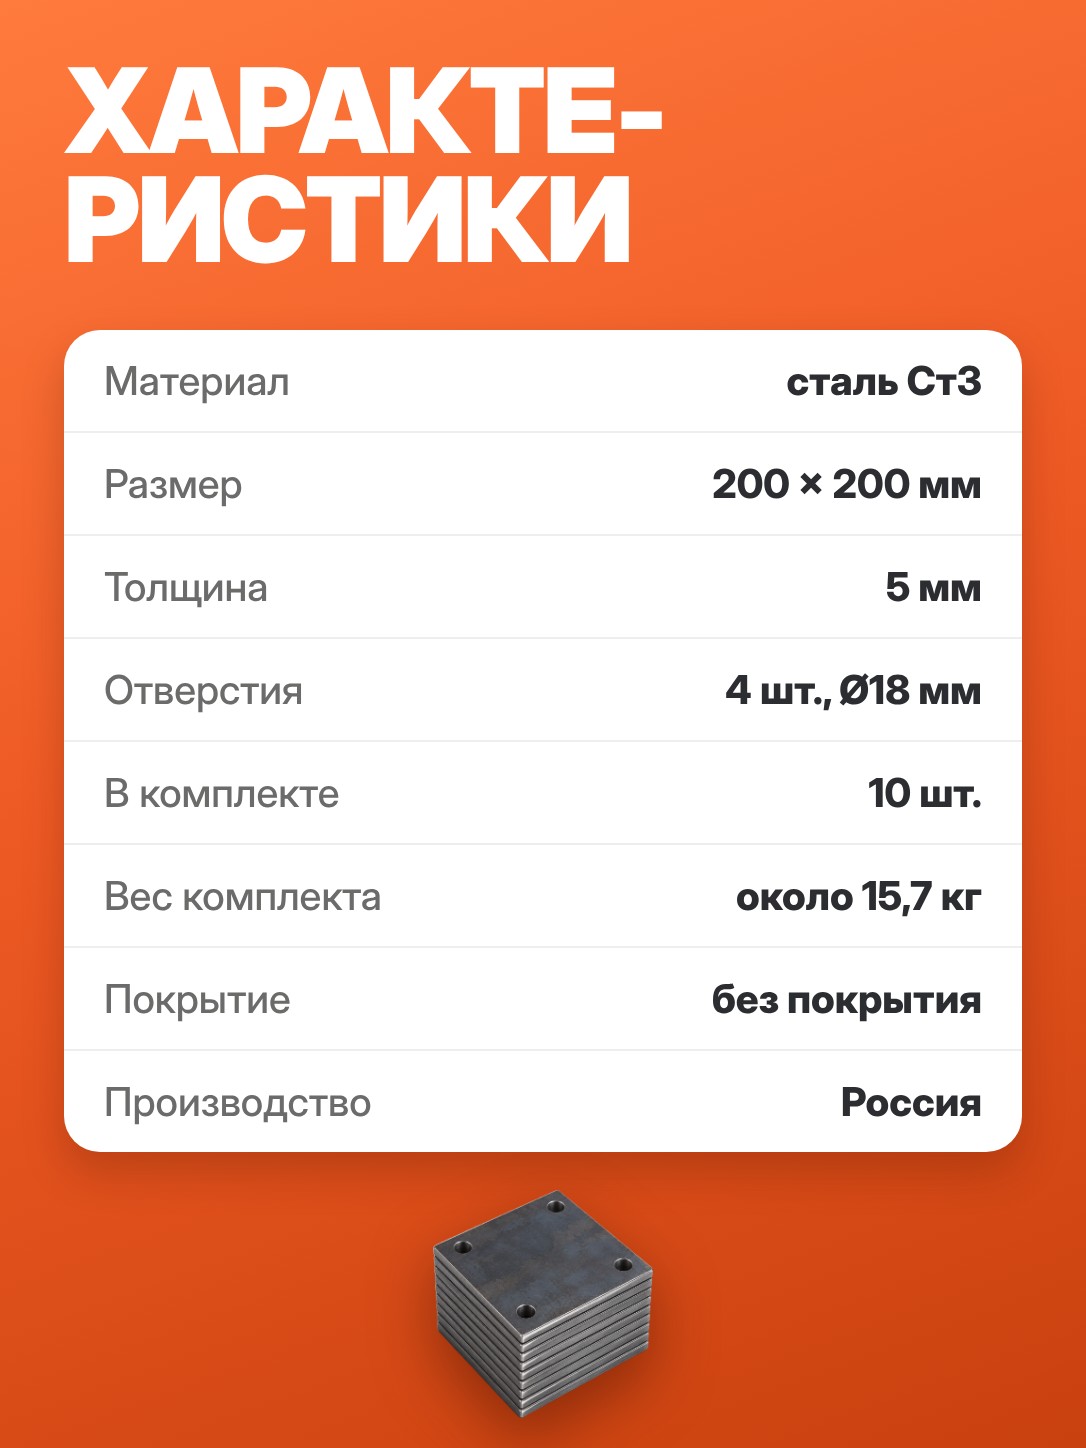 ХАРАКТЕ-
РИСТИКИ
Материал сталь Ст3
Размер 200 × 200 мм
Толщина 5 мм
Отверстия 4 шт., Ø18 мм
В комплекте 10 шт.
Вес комплекта около 15,7 кг
Покрытие без покрытия
Производство Россия